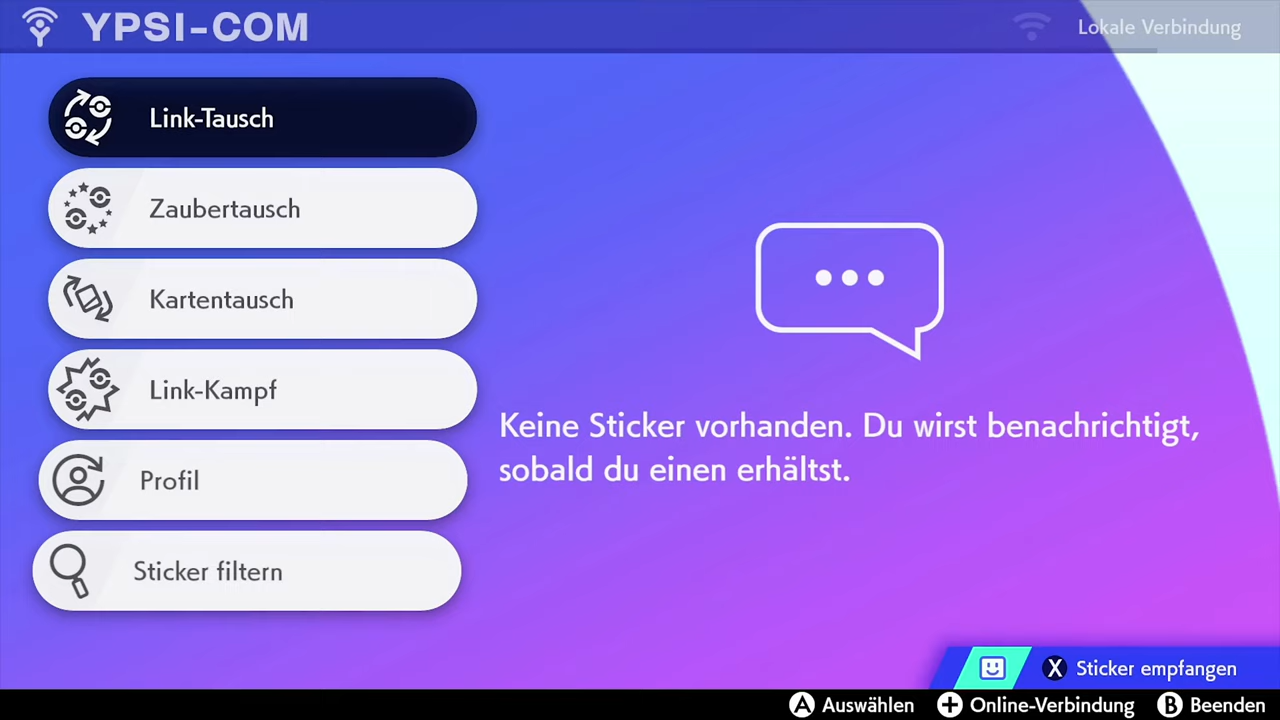 YPSI-COM
Lokale Verbindung
Link-Tausch
Zaubertausch
Kartentausch
Link-Kampf
Profil
Sticker filtern
Keine Sticker vorhanden. Du wirst benachrichtigt,
sobald du einen erhältst.
X Sticker empfangen
A Auswählen + Online-Verbindung B Beenden